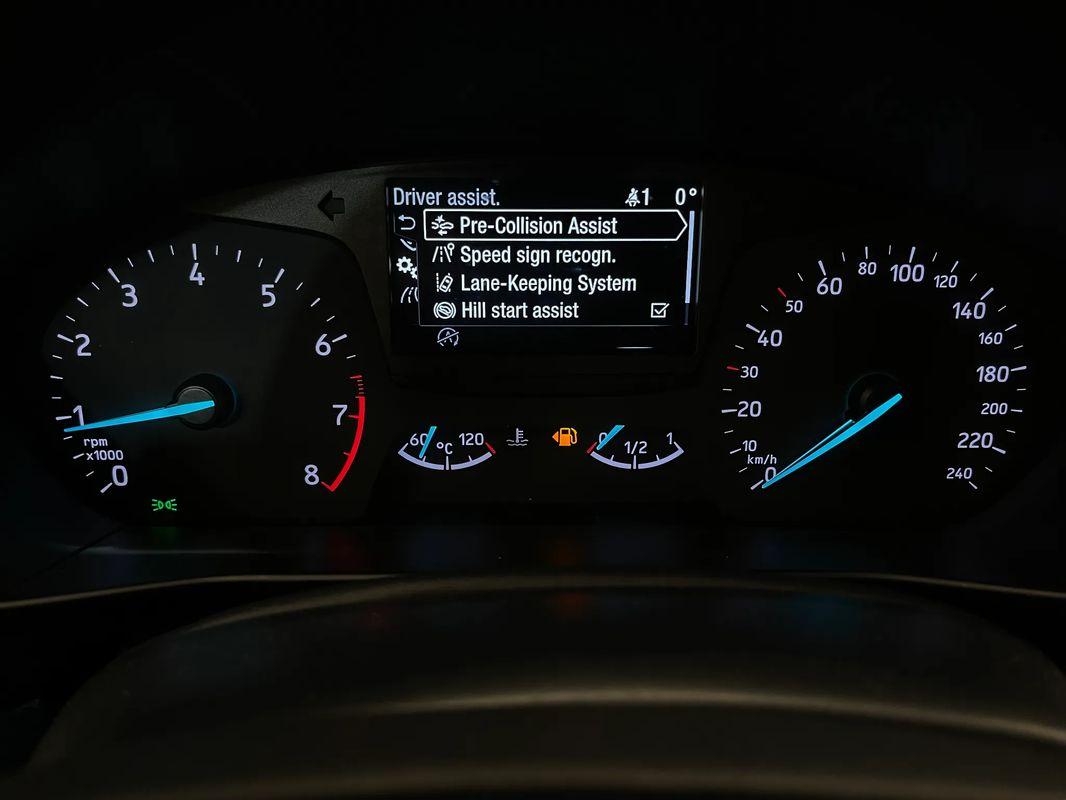 Driver assist.
1 0°
Pre-Collision Assist
Speed sign recogn.
Lane-Keeping System
Hill start assist
0
1
2
3
4
5
6
7
8
rpm
x1000
60 °C 120
0 1/2 1
0
10
20
30
40
50
60
80
100
120
140
160
180
200
220
240
km/h